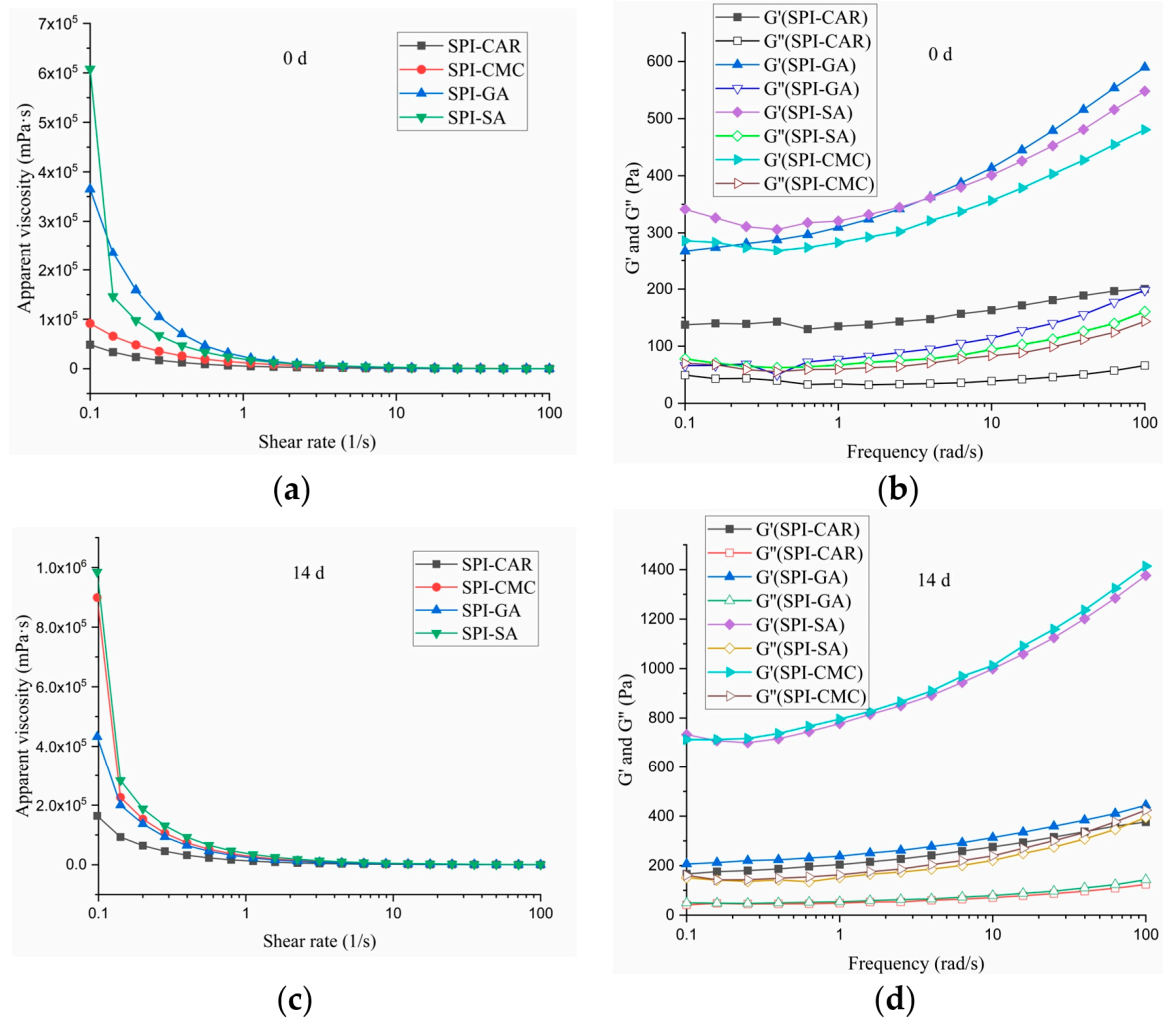 7x10⁵
6x10⁵
5x10⁵
4x10⁵
3x10⁵
2x10⁵
1x10⁵
0
Apparent viscosity (mPa·s)
0 d
SPI-CAR
SPI-CMC
SPI-GA
SPI-SA
0.1 1 10 100
Shear rate (1/s)
(a)
600
500
400
300
200
100
0
G' and G'' (Pa)
G'(SPI-CAR)
G''(SPI-CAR)
G'(SPI-GA)
G''(SPI-GA)
G'(SPI-SA)
G''(SPI-SA)
G'(SPI-CMC)
G''(SPI-CMC)
0 d
0.1 1 10 100
Frequency (rad/s)
(b)
1.0x10⁶
8.0x10⁵
6.0x10⁵
4.0x10⁵
2.0x10⁵
0.0
Apparent viscosity (mPa·s)
14 d
SPI-CAR
SPI-CMC
SPI-GA
SPI-SA
0.1 1 10 100
Shear rate (1/s)
(c)
1400
1200
1000
800
600
400
200
0
G' and G'' (Pa)
G'(SPI-CAR)
G''(SPI-CAR)
G'(SPI-GA)
G''(SPI-GA)
G'(SPI-SA)
G''(SPI-SA)
G'(SPI-CMC)
G''(SPI-CMC)
14 d
0.1 1 10 100
Frequency (rad/s)
(d)